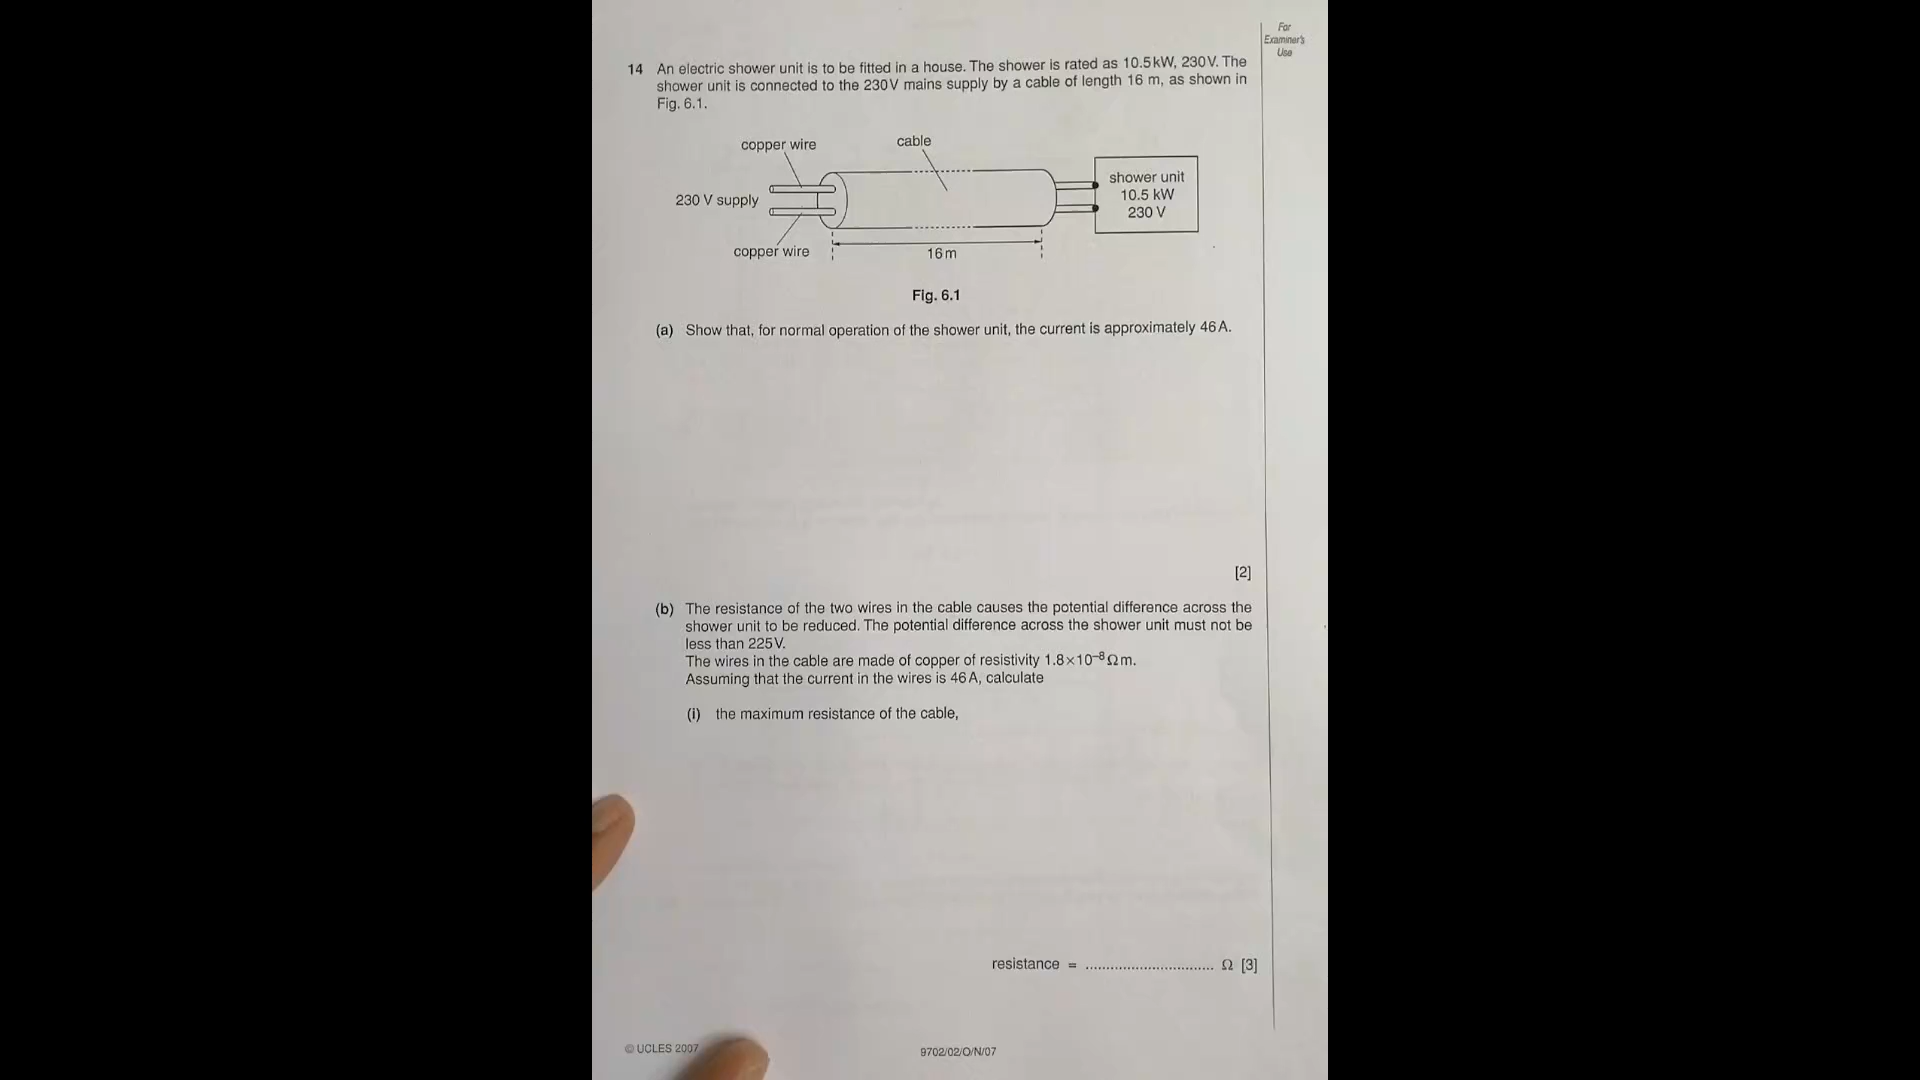 For
Examiner's
Use
14 An electric shower unit is to be fitted in a house. The shower is rated as 10.5 kW, 230 V. The
shower unit is connected to the 230 V mains supply by a cable of length 16 m, as shown in
Fig. 6.1.
copper wire
cable
230 V supply
shower unit
10.5 kW
230 V
copper wire
16 m
Fig. 6.1
(a) Show that, for normal operation of the shower unit, the current is approximately 46 A.
[2]
(b) The resistance of the two wires in the cable causes the potential difference across the
shower unit to be reduced. The potential difference across the shower unit must not be
less than 225 V.
The wires in the cable are made of copper of resistivity 1.8×10⁻⁸ Ω m.
Assuming that the current in the wires is 46 A, calculate
(i) the maximum resistance of the cable,
resistance = ............................... Ω [3]
© UCLES 2007
9702/02/O/N/07